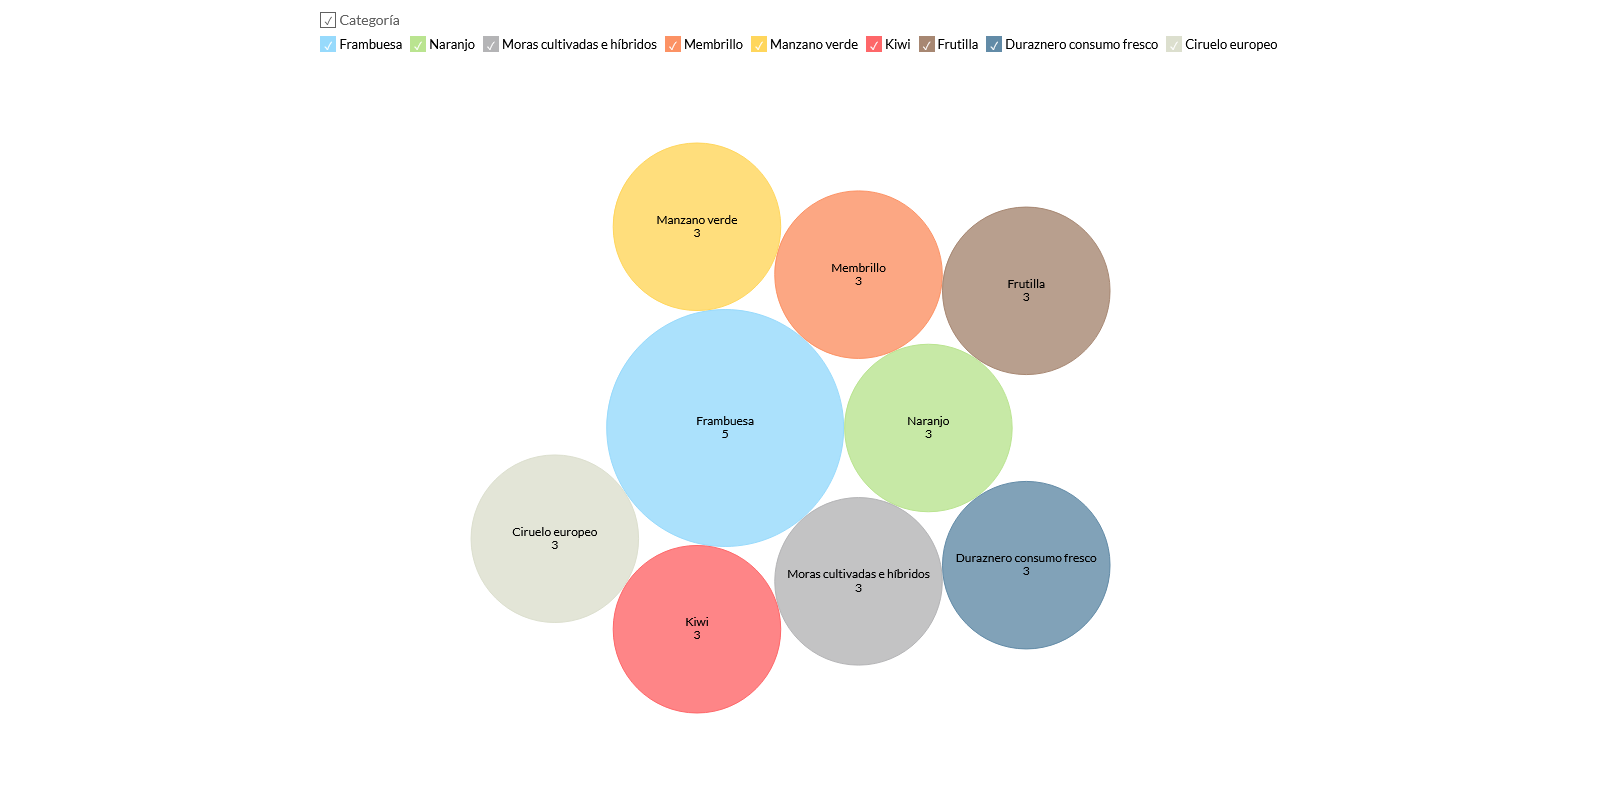 Categoría
Frambuesa Naranjo Moras cultivadas e híbridos Membrillo Manzano verde Kiwi Frutilla Duraznero consumo fresco Ciruelo europeo
Manzano verde
3
Membrillo
3
Frutilla
3
Frambuesa
5
Naranjo
3
Ciruelo europeo
3
Moras cultivadas e híbridos
3
Duraznero consumo fresco
3
Kiwi
3